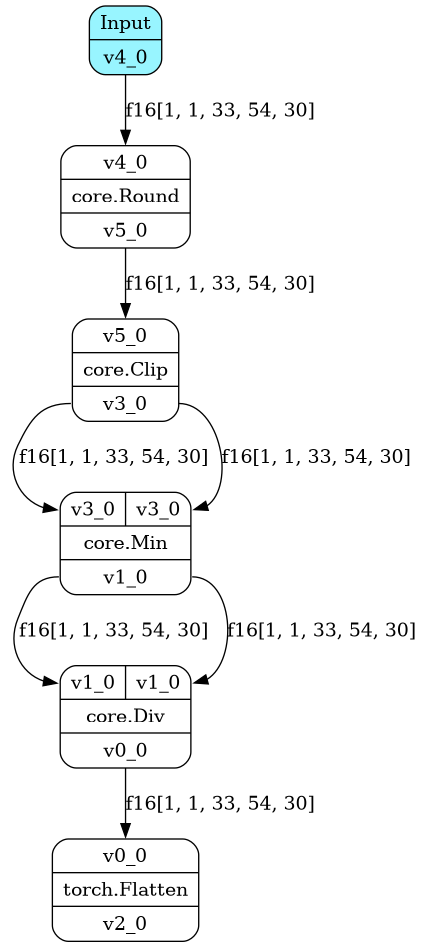 Input
v4_0
f16[1, 1, 33, 54, 30]
v4_0
core.Round
v5_0
f16[1, 1, 33, 54, 30]
v5_0
core.Clip
v3_0
f16[1, 1, 33, 54, 30] f16[1, 1, 33, 54, 30]
v3_0 v3_0
core.Min
v1_0
f16[1, 1, 33, 54, 30] f16[1, 1, 33, 54, 30]
v1_0 v1_0
core.Div
v0_0
f16[1, 1, 33, 54, 30]
v0_0
torch.Flatten
v2_0